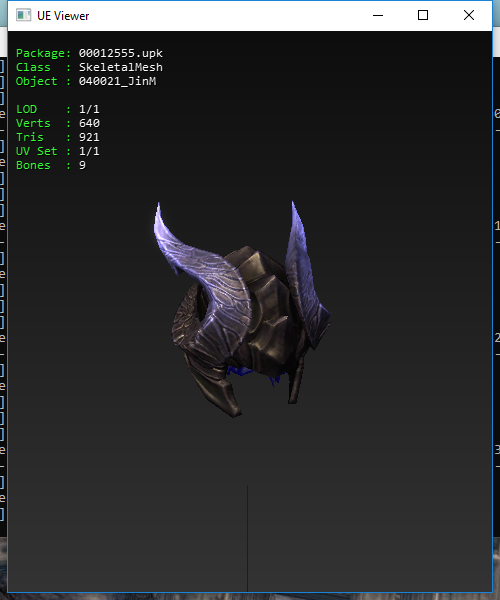 UE Viewer
Package: 00012555.upk
Class : SkeletalMesh
Object : 040021_JinM
LOD : 1/1
Verts : 640
Tris : 921
UV Set : 1/1
Bones : 9